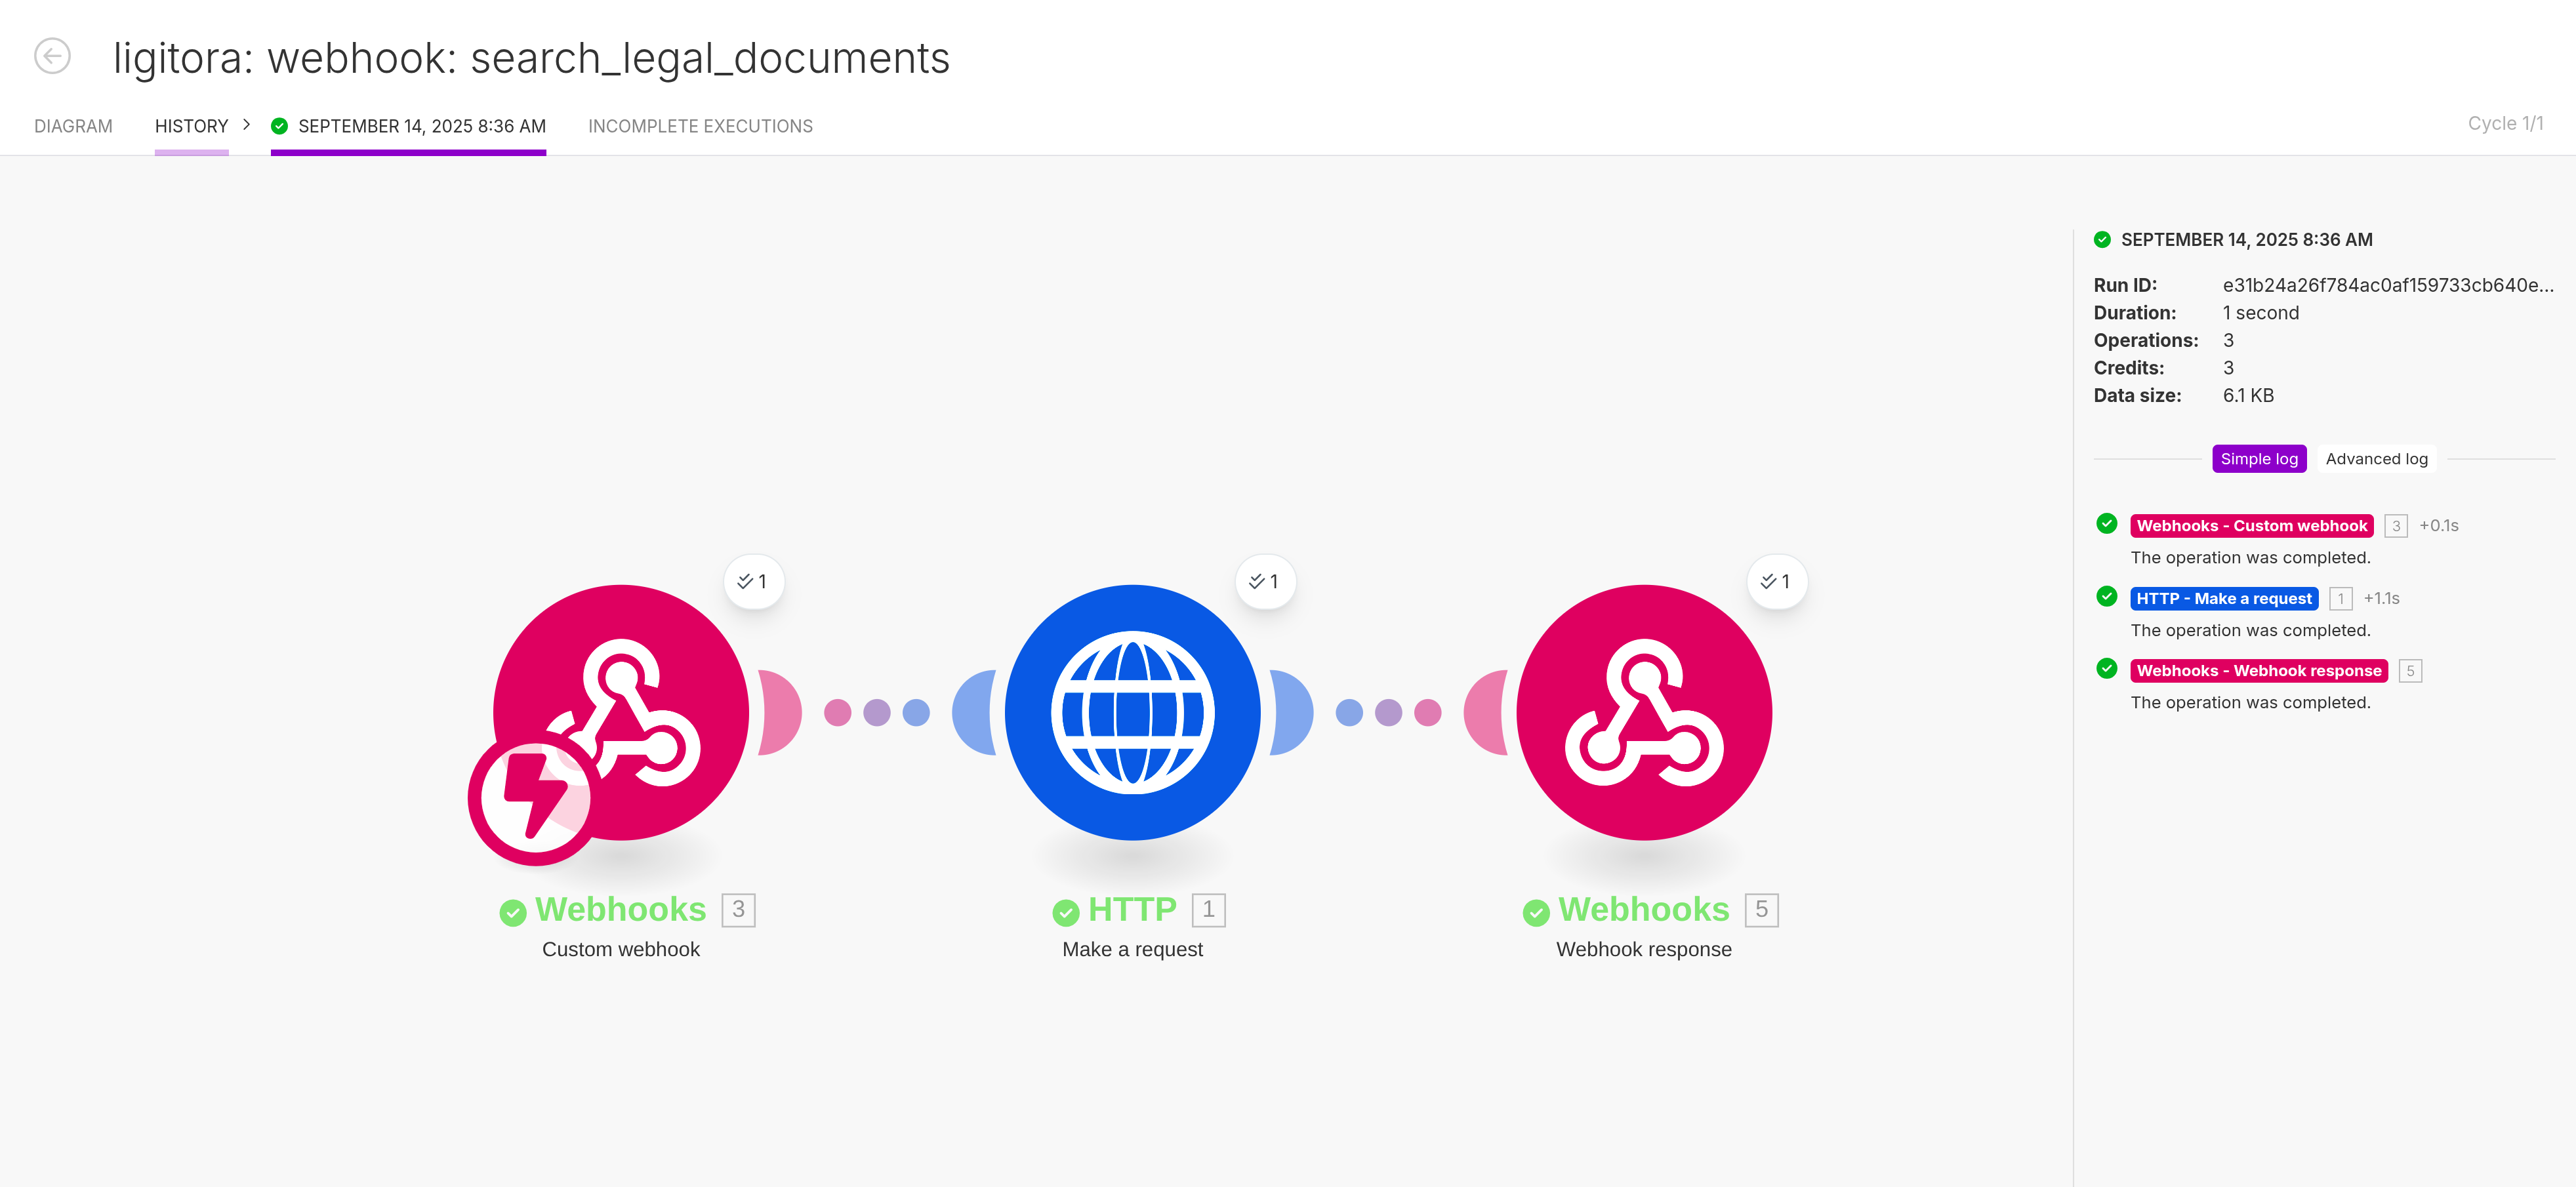 ligitora: webhook: search_legal_documents
DIAGRAM HISTORY SEPTEMBER 14, 2025 8:36 AM INCOMPLETE EXECUTIONS Cycle 1/1
1 1 1
Webhooks 3
Custom webhook
HTTP 1
Make a request
Webhooks 5
Webhook response
SEPTEMBER 14, 2025 8:36 AM
Run ID: e31b24a26f784ac0af159733cb640e...
Duration: 1 second
Operations: 3
Credits: 3
Data size: 6.1 KB
Simple log Advanced log
Webhooks - Custom webhook 3 +0.1s
The operation was completed.
HTTP - Make a request 1 +1.1s
The operation was completed.
Webhooks - Webhook response 5
The operation was completed.